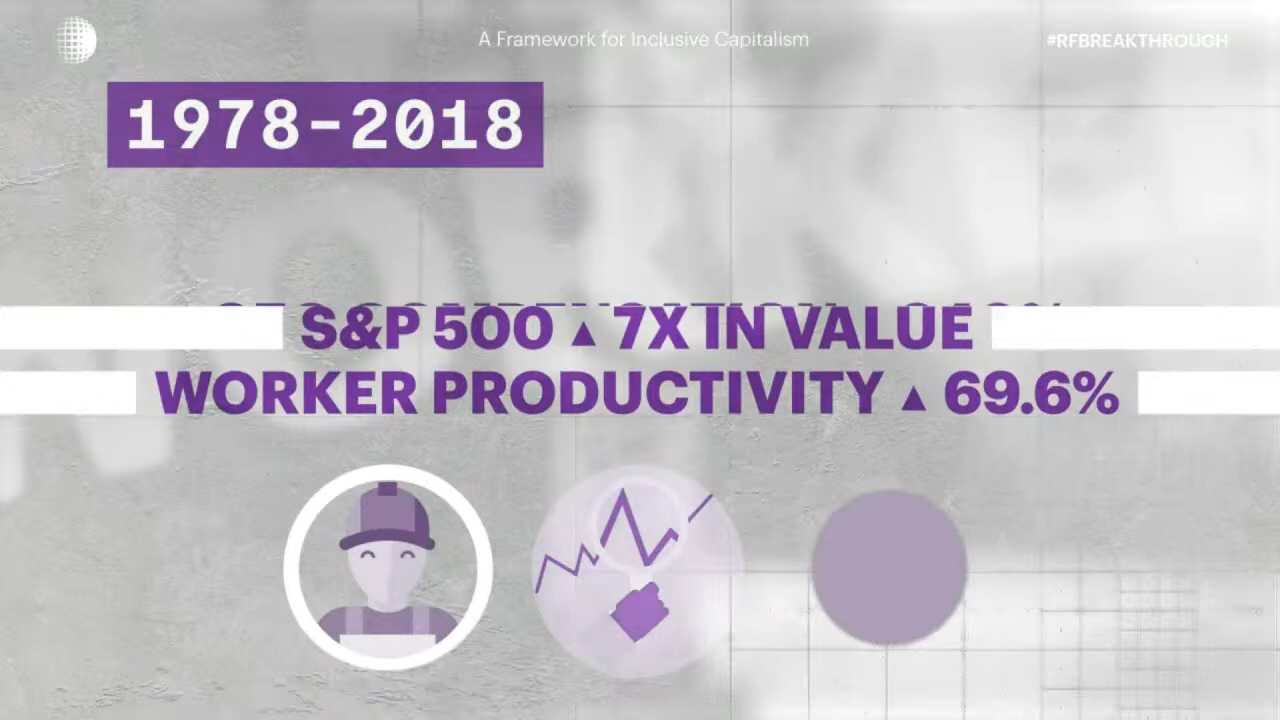 A Framework for Inclusive Capitalism
#RFBREAKTHROUGH
1978-2018
S&P 500 ▲ 7X IN VALUE
WORKER PRODUCTIVITY ▲ 69.6%